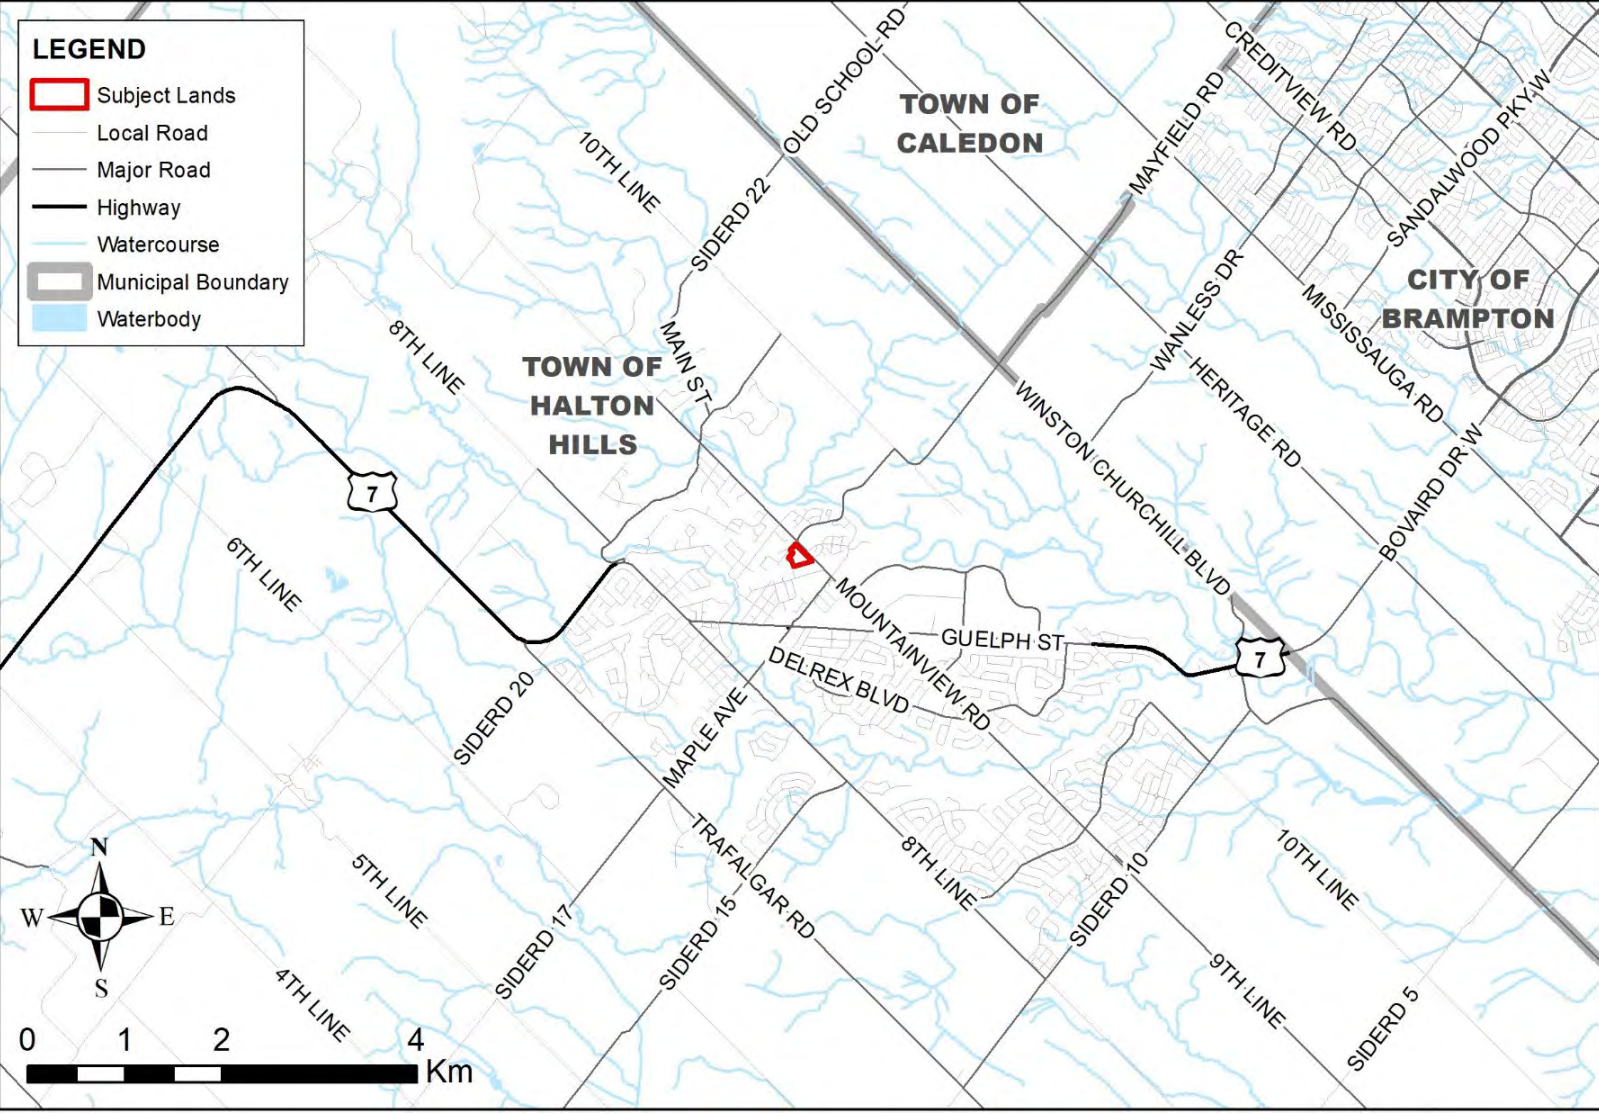 LEGEND
Subject Lands
Local Road
Major Road
Highway
Watercourse
Municipal Boundary
Waterbody
OLD SCHOOL RD
CREDITVIEW RD
TOWN OF
CALEDON
MAYFIELD RD
SANDALWOOD PKY W
10TH LINE
SIDERD 22
CITY OF
BRAMPTON
WANLESS DR
MISSISSAUGA RD
8TH LINE
MAIN ST
TOWN OF
HALTON
HILLS
HERITAGE RD
WINSTON CHURCHILL BLVD
BOVAIRD DR W
7
6TH LINE
MOUNTAINVIEW RD
GUELPH ST
7
DELREX BLVD
SIDERD 20
MAPLE AVE
TRAFALGAR RD
8TH LINE
10TH LINE
5TH LINE
SIDERD 10
SIDERD 17
SIDERD 15
9TH LINE
4TH LINE
SIDERD 5
N
W
E
S
0 1 2 4
Km